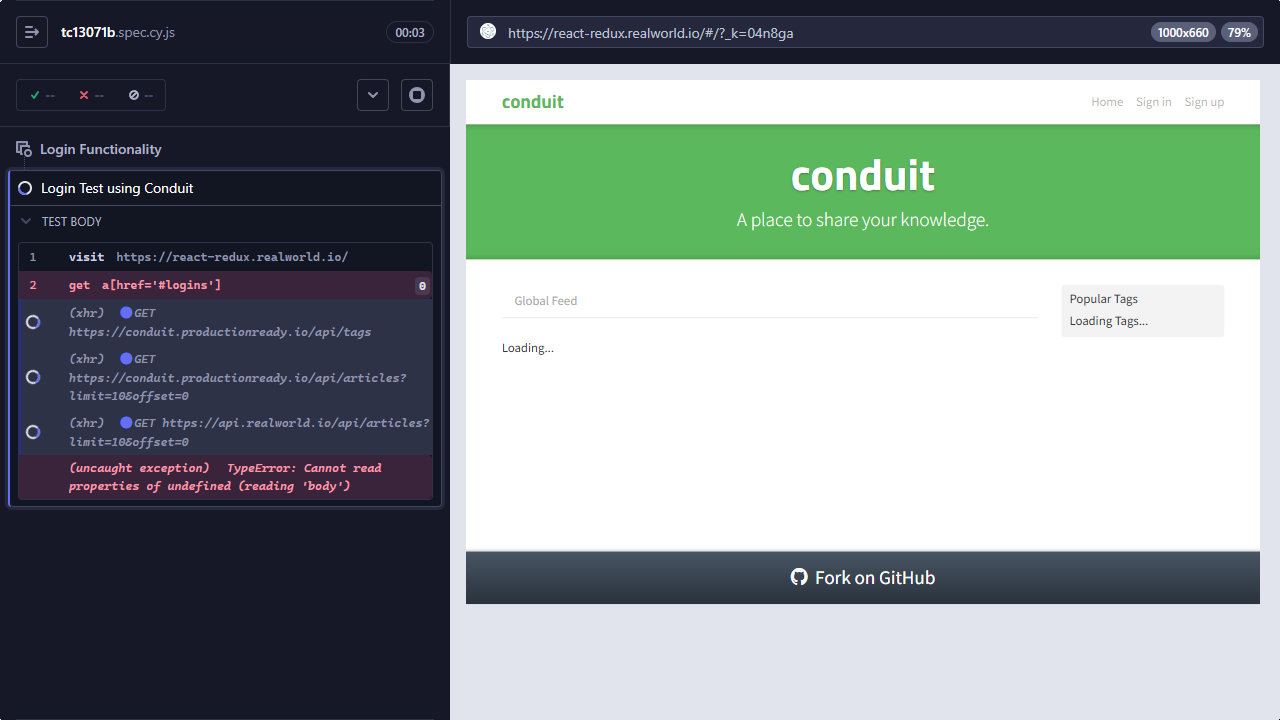 tc13071b.spec.cy.js
00:03
-- -- --
Login Functionality
Login Test using Conduit
TEST BODY
1 visit https://react-redux.realworld.io/
2 get a[href='#logins'] 0
(xhr) GET
https://conduit.productionready.io/api/tags
(xhr) GET
https://conduit.productionready.io/api/articles?
limit=10&offset=0
(xhr) GET https://api.realworld.io/api/articles?
limit=10&offset=0
(uncaught exception) TypeError: Cannot read
properties of undefined (reading 'body')
https://react-redux.realworld.io/#/?_k=04n8ga
1000x660 79%
conduit
Home Sign in Sign up
conduit
A place to share your knowledge.
Global Feed
Loading...
Popular Tags
Loading Tags...
Fork on GitHub